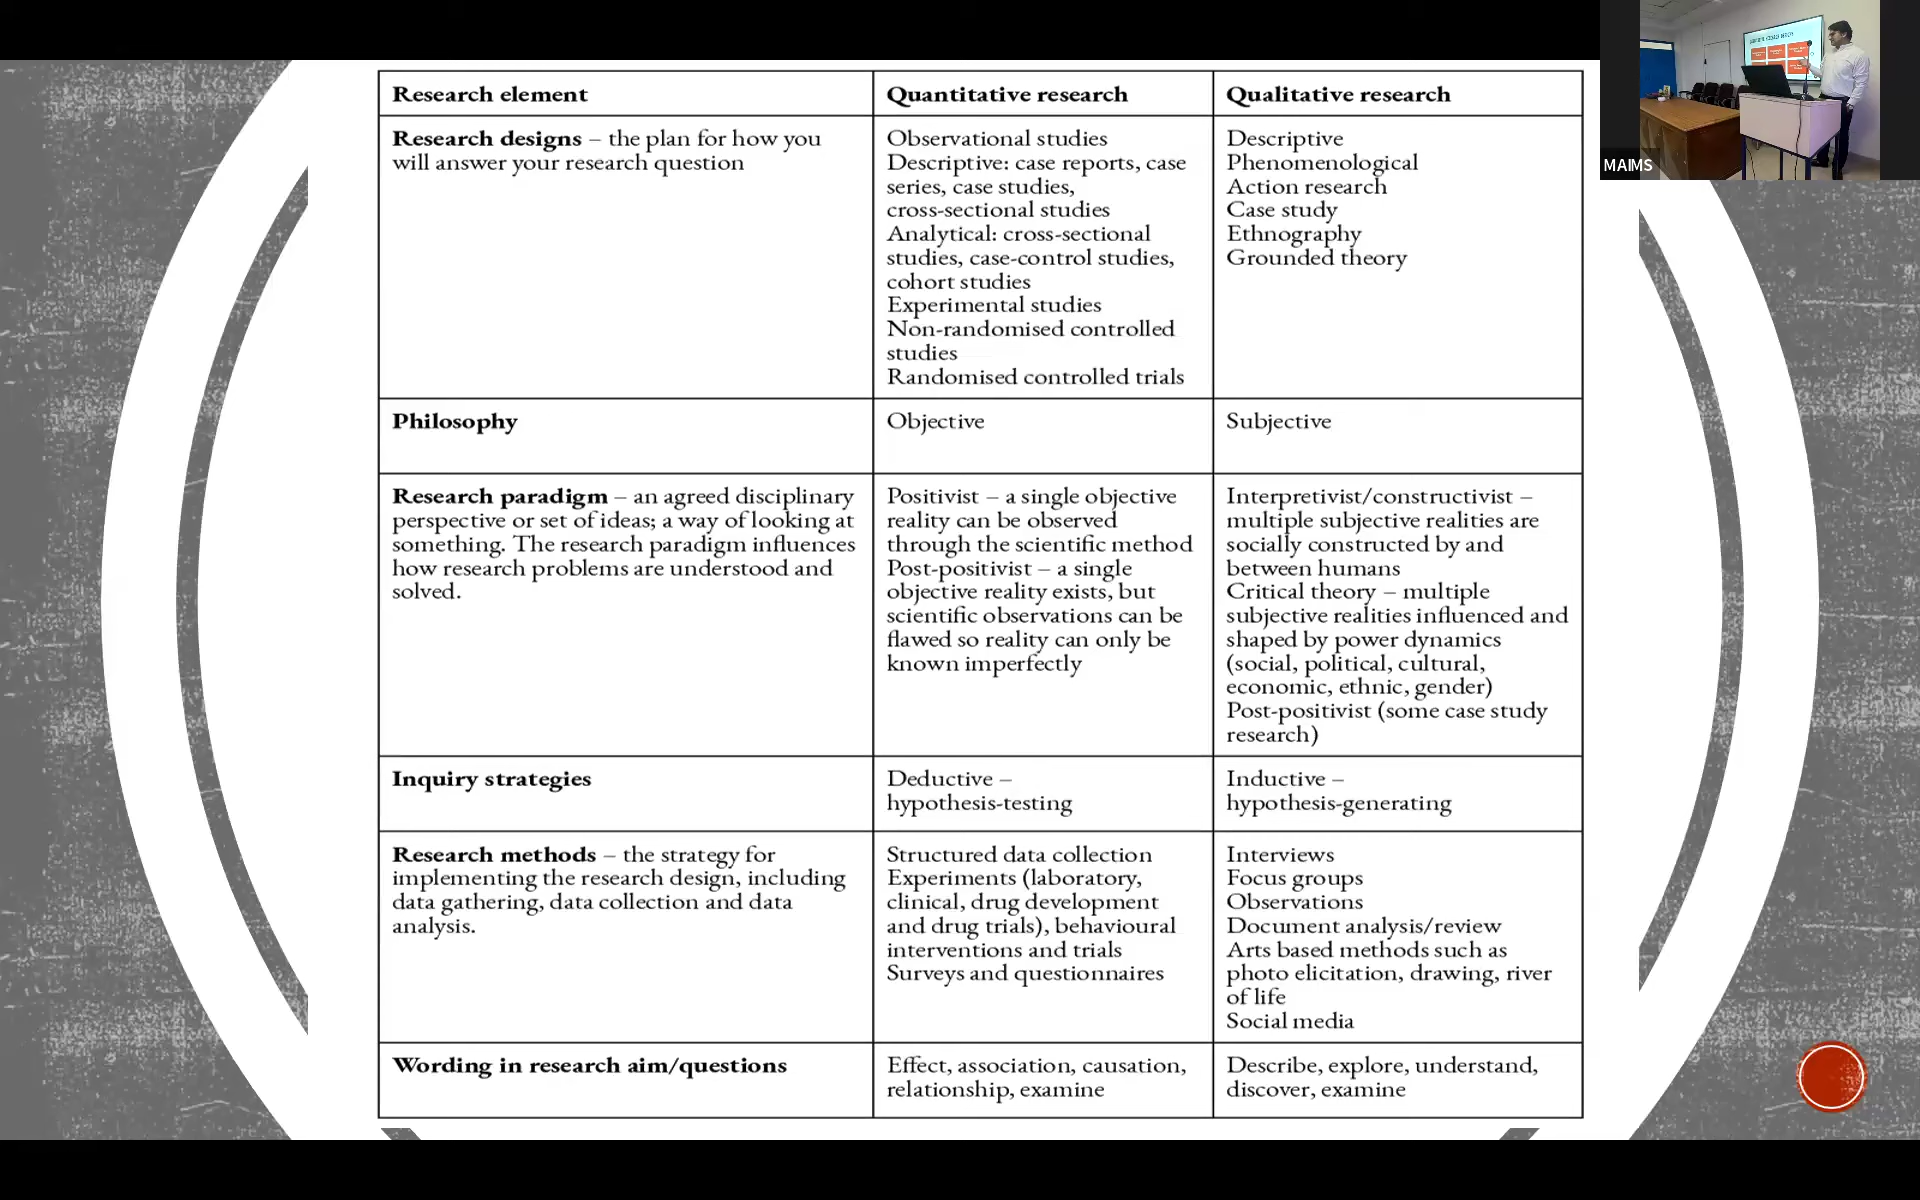 Research element
Quantitative research
Qualitative research
Research designs – the plan for how you
will answer your research question
Observational studies
Descriptive: case reports, case
series, case studies,
cross-sectional studies
Analytical: cross-sectional
studies, case-control studies,
cohort studies
Experimental studies
Non-randomised controlled
studies
Randomised controlled trials
Descriptive
Phenomenological
Action research
Case study
Ethnography
Grounded theory
Philosophy
Objective
Subjective
Research paradigm – an agreed disciplinary
perspective or set of ideas; a way of looking at
something. The research paradigm influences
how research problems are understood and
solved.
Positivist – a single objective
reality can be observed
through the scientific method
Post-positivist – a single
objective reality exists, but
scientific observations can be
flawed so reality can only be
known imperfectly
Interpretivist/constructivist –
multiple subjective realities are
socially constructed by and
between humans
Critical theory – multiple
subjective realities influenced and
shaped by power dynamics
(social, political, cultural,
economic, ethnic, gender)
Post-positivist (some case study
research)
Inquiry strategies
Deductive –
hypothesis-testing
Inductive –
hypothesis-generating
Research methods – the strategy for
implementing the research design, including
data gathering, data collection and data
analysis.
Structured data collection
Experiments (laboratory,
clinical, drug development
and drug trials), behavioural
interventions and trials
Surveys and questionnaires
Interviews
Focus groups
Observations
Document analysis/review
Arts based methods such as
photo elicitation, drawing, river
of life
Social media
Wording in research aim/questions
Effect, association, causation,
relationship, examine
Describe, explore, understand,
discover, examine
MAIMS